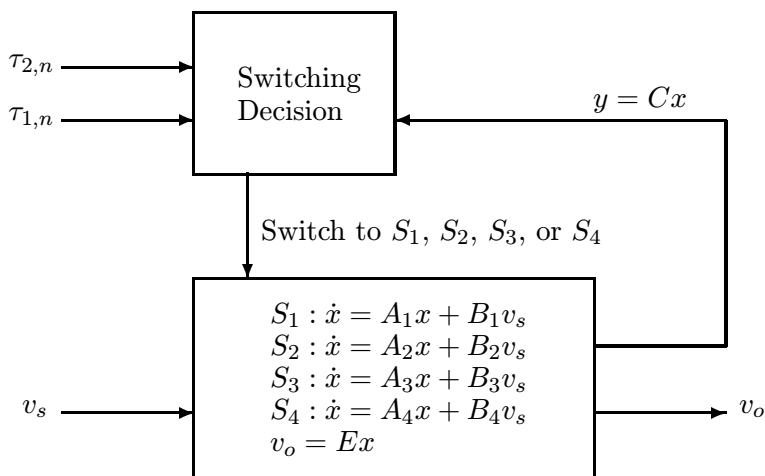 τ₂,ₙ
Switching
Decision
τ₁,ₙ
y = Cx
Switch to S₁, S₂, S₃, or S₄
S₁ : ẋ = A₁x + B₁vₛ
S₂ : ẋ = A₂x + B₂vₛ
S₃ : ẋ = A₃x + B₃vₛ
S₄ : ẋ = A₄x + B₄vₛ
vₒ = Ex
vₛ
vₒ